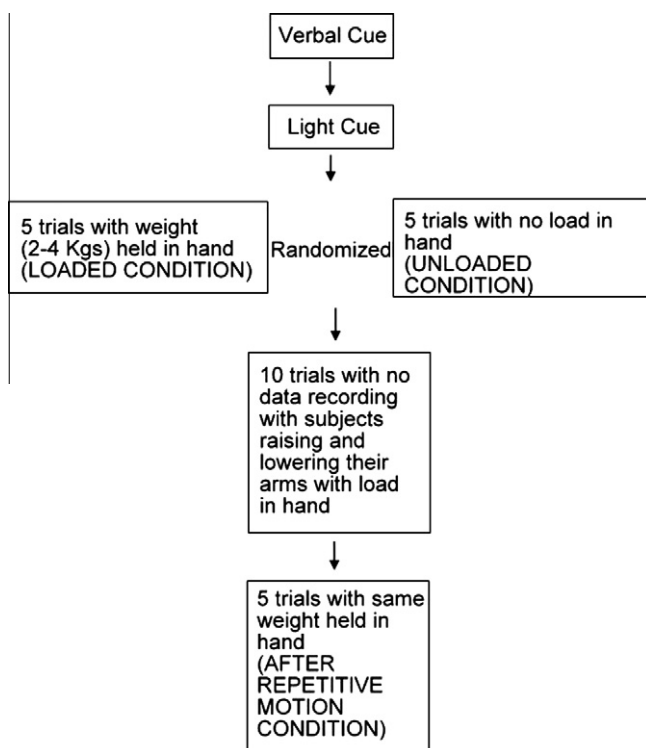 Verbal Cue
Light Cue
5 trials with weight
(2-4 Kgs) held in hand
(LOADED CONDITION)
Randomized
5 trials with no load in
hand
(UNLOADED
CONDITION)
10 trials with no
data recording
with subjects
raising and
lowering their
arms with load
in hand
5 trials with same
weight held in
hand
(AFTER
REPETITIVE
MOTION
CONDITION)